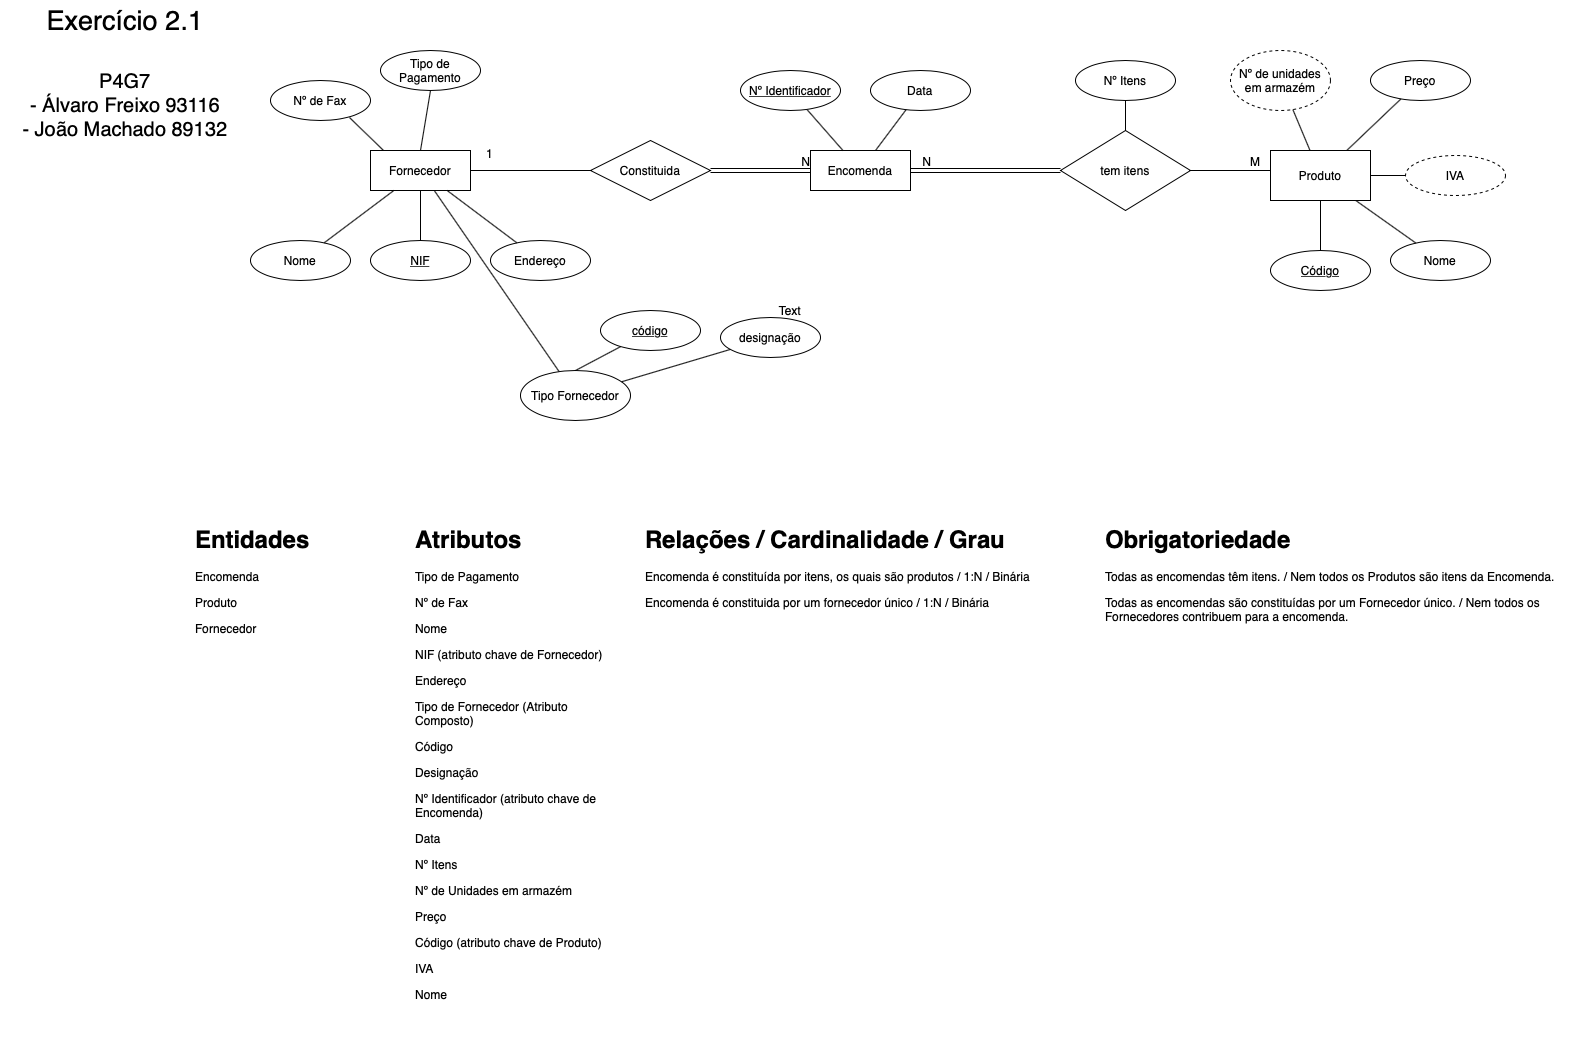 Exercício 2.1
P4G7
- Álvaro Freixo 93116
- João Machado 89132
Tipo de
Pagamento
Nº de Fax
Nº Identificador
Data
Nº Itens
Nº de unidades
em armazém
Preço
1
Fornecedor
Constituida
N
Encomenda
N
tem itens
M
Produto
IVA
Nome
NIF
Endereço
Código
Nome
Text
código
designação
Tipo Fornecedor
Entidades
Encomenda
Produto
Fornecedor
Atributos
Tipo de Pagamento
Nº de Fax
Nome
NIF (atributo chave de Fornecedor)
Endereço
Tipo de Fornecedor (Atributo
Composto)
Código
Designação
Nº Identificador (atributo chave de
Encomenda)
Data
Nº Itens
Nº de Unidades em armazém
Preço
Código (atributo chave de Produto)
IVA
Nome
Relações / Cardinalidade / Grau
Encomenda é constituída por itens, os quais são produtos / 1:N / Binária
Encomenda é constituida por um fornecedor único / 1:N / Binária
Obrigatoriedade
Todas as encomendas têm itens. / Nem todos os Produtos são itens da Encomenda.
Todas as encomendas são constituídas por um Fornecedor único. / Nem todos os
Fornecedores contribuem para a encomenda.